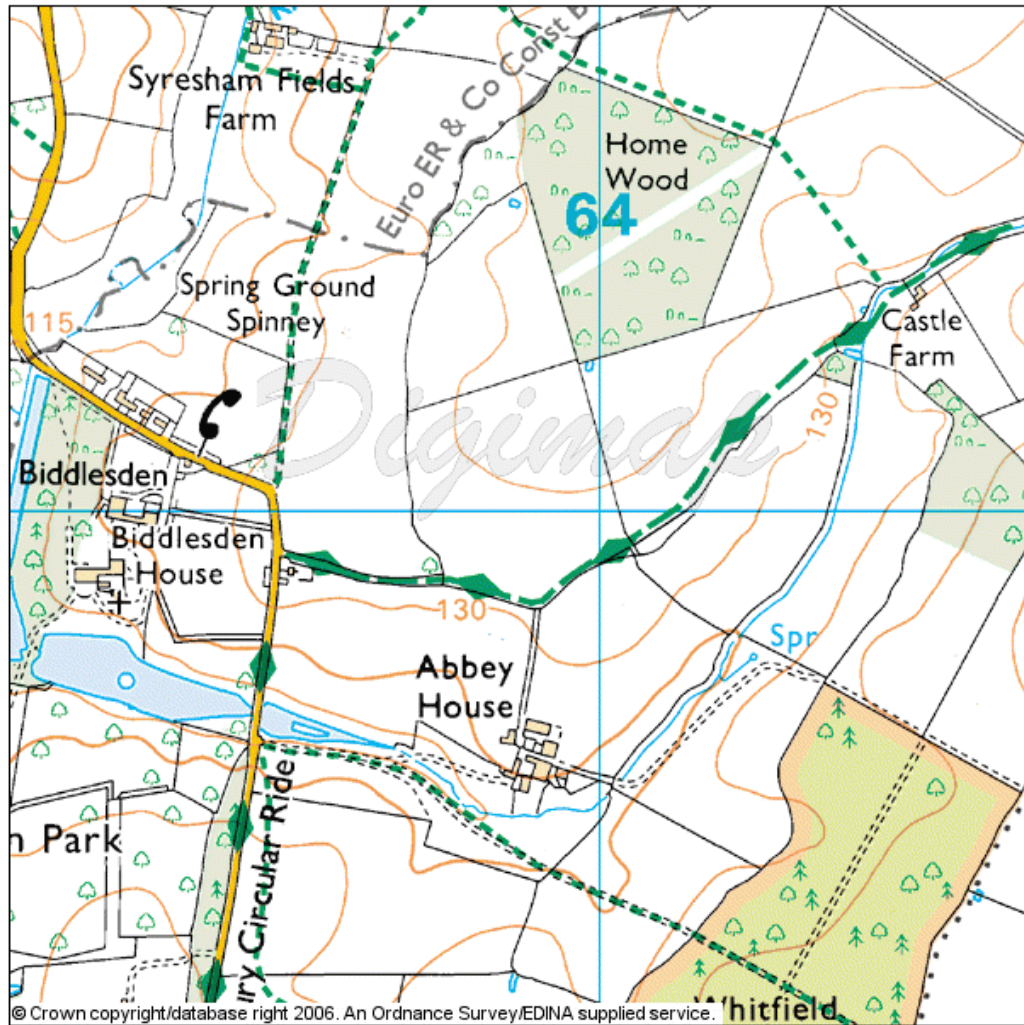 Syresham Fields
Farm
Euro ER & Co Const B
Home
Wood
64
Spring Ground
Spinney
115
Castle
Farm
130
Digimap
Biddlesden
Biddlesden
House
130
Spr
Abbey
House
n Park
ury Circular Ride
Whitfield
© Crown copyright/database right 2006. An Ordnance Survey/EDINA supplied service.